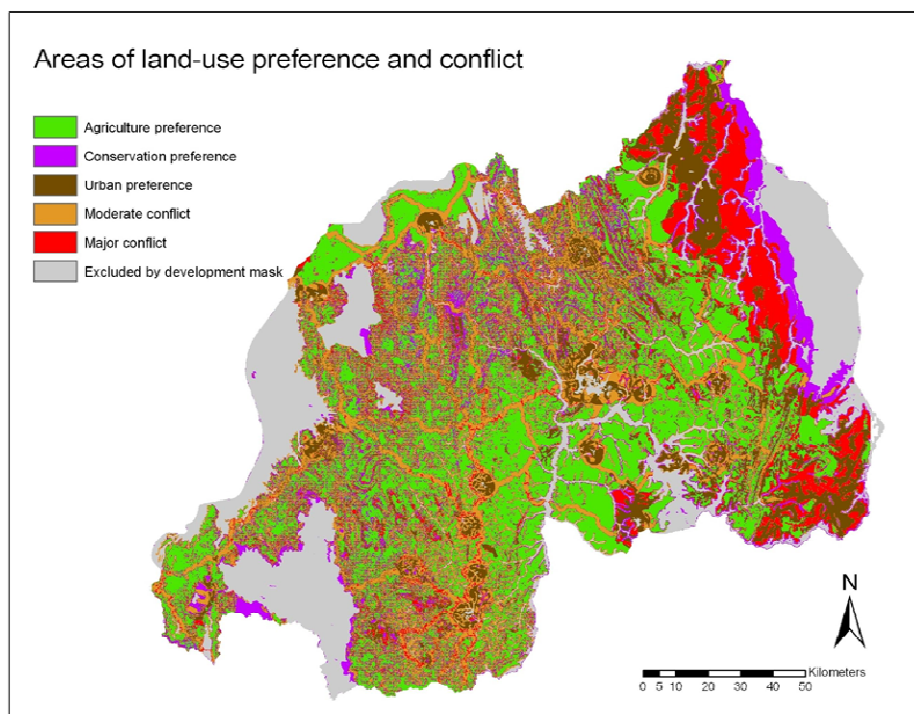 Areas of land-use preference and conflict
Agriculture preference
Conservation preference
Urban preference
Moderate conflict
Major conflict
Excluded by development mask
N
Kilometers
0 5 10 20 30 40 50